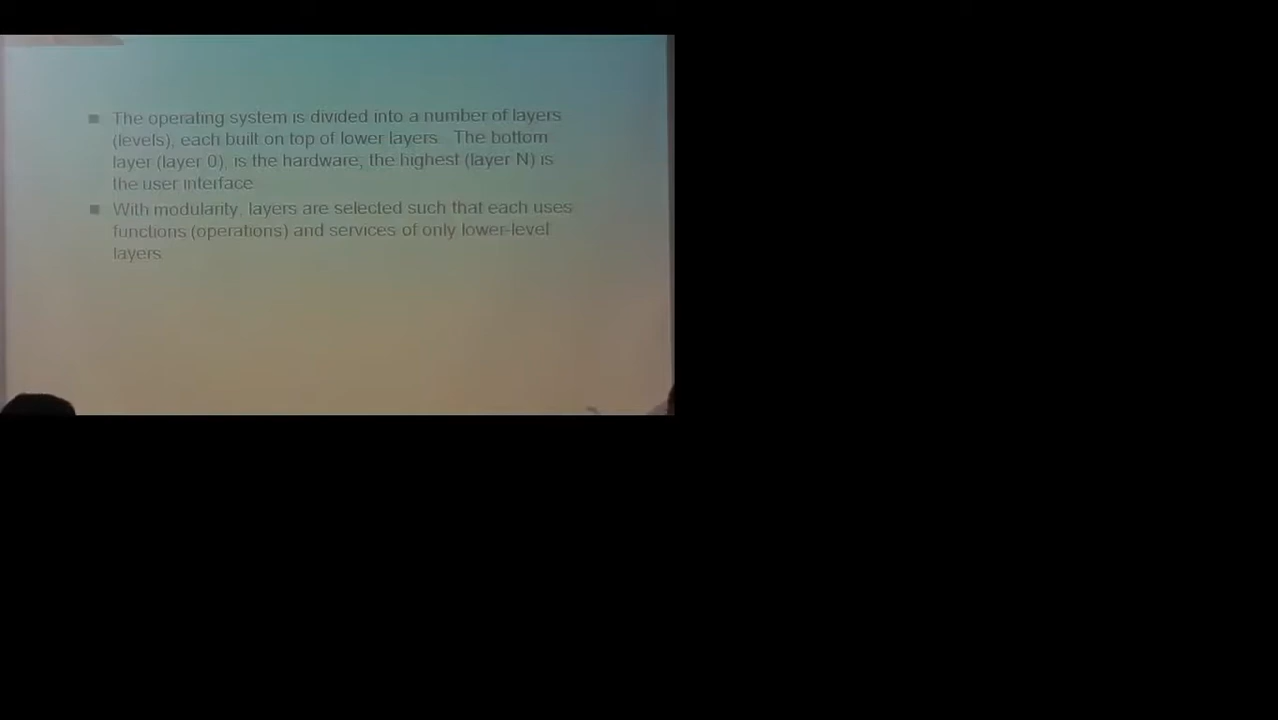 ■ The operating system is divided into a number of layers
(levels), each built on top of lower layers. The bottom
layer (layer 0), is the hardware; the highest (layer N) is
the user interface.
■ With modularity, layers are selected such that each uses
functions (operations) and services of only lower-level
layers